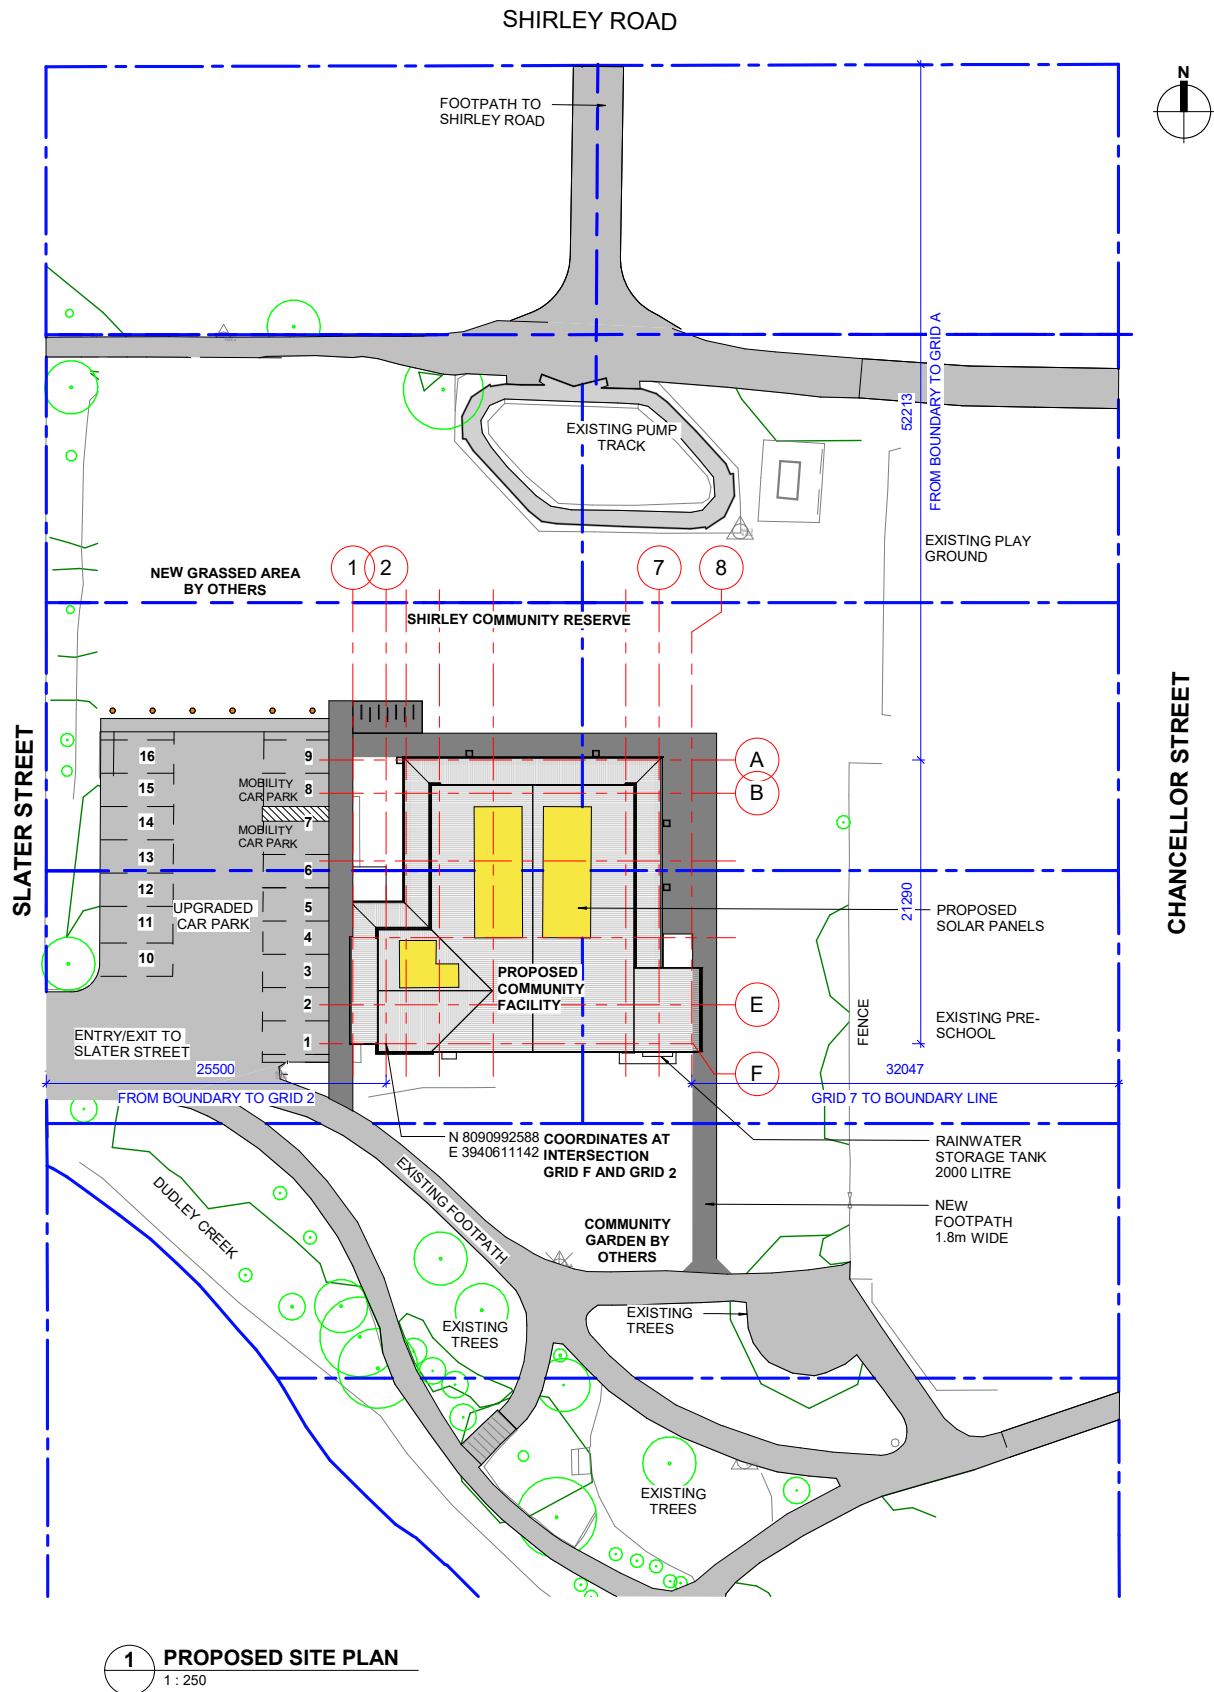 SHIRLEY ROAD
N
FOOTPATH TO
SHIRLEY ROAD
52213
FROM BOUNDARY TO GRID A
EXISTING PUMP
TRACK
EXISTING PLAY
GROUND
1
2
7
8
NEW GRASSED AREA
BY OTHERS
SHIRLEY COMMUNITY RESERVE
SLATER STREET
CHANCELLOR STREET
16
15
14
13
12
11
10
9
8
7
6
5
4
3
2
1
MOBILITY
CAR PARK
MOBILITY
CAR PARK
UPGRADED
CAR PARK
A
B
E
F
21290
PROPOSED
SOLAR PANELS
PROPOSED
COMMUNITY
FACILITY
FENCE
EXISTING PRE-
SCHOOL
ENTRY/EXIT TO
SLATER STREET
25500
FROM BOUNDARY TO GRID 2
32047
GRID 7 TO BOUNDARY LINE
N 8090992588
E 3940611142
COORDINATES AT
INTERSECTION
GRID F AND GRID 2
RAINWATER
STORAGE TANK
2000 LITRE
NEW
FOOTPATH
1.8m WIDE
EXISTING FOOTPATH
DUDLEY CREEK
COMMUNITY
GARDEN BY
OTHERS
EXISTING
TREES
EXISTING
TREES
EXISTING
TREES
1
PROPOSED SITE PLAN
1 : 250